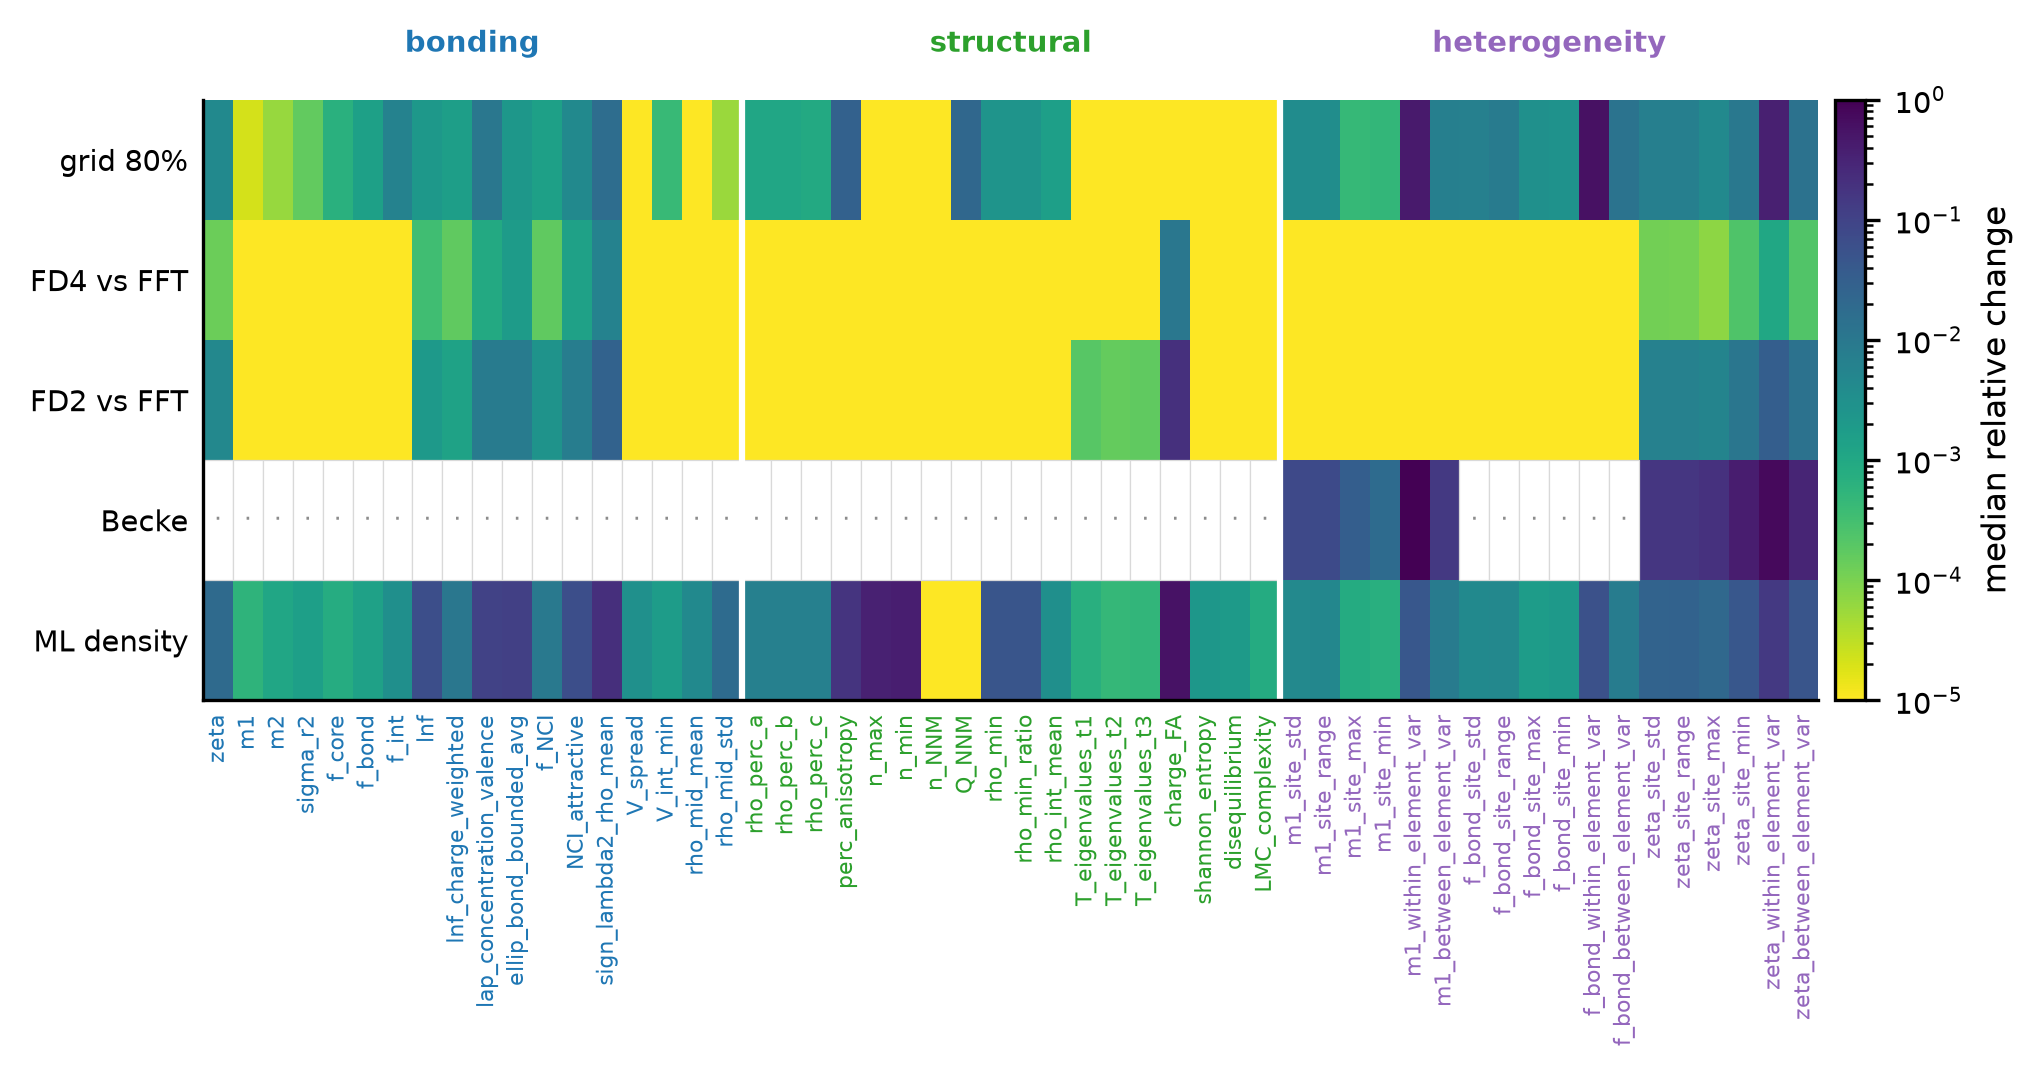 bonding structural heterogeneity
grid 80%
FD4 vs FFT
FD2 vs FFT
Becke
ML density
10⁰
10⁻¹
10⁻²
10⁻³
10⁻⁴
10⁻⁵
median relative change
zeta
m1
m2
sigma_r2
f_core
f_bond
f_int
Inf
Inf_charge_weighted
lap_concentration_valence
ellip_bond_bounded_avg
f_NCI
NCI_attractive
sign_lambda2_rho_mean
V_spread
V_int_min
rho_mid_mean
rho_mid_std
rho_perc_a
rho_perc_b
rho_perc_c
perc_anisotropy
n_max
n_min
n_NNM
Q_NNM
rho_min
rho_min_ratio
rho_int_mean
T_eigenvalues_t1
T_eigenvalues_t2
T_eigenvalues_t3
charge_FA
shannon_entropy
disequilibrium
LMC_complexity
m1_site_std
m1_site_range
m1_site_max
m1_site_min
m1_within_element_var
m1_between_element_var
f_bond_site_std
f_bond_site_range
f_bond_site_max
f_bond_site_min
f_bond_within_element_var
f_bond_between_element_var
zeta_site_std
zeta_site_range
zeta_site_max
zeta_site_min
zeta_within_element_var
zeta_between_element_var